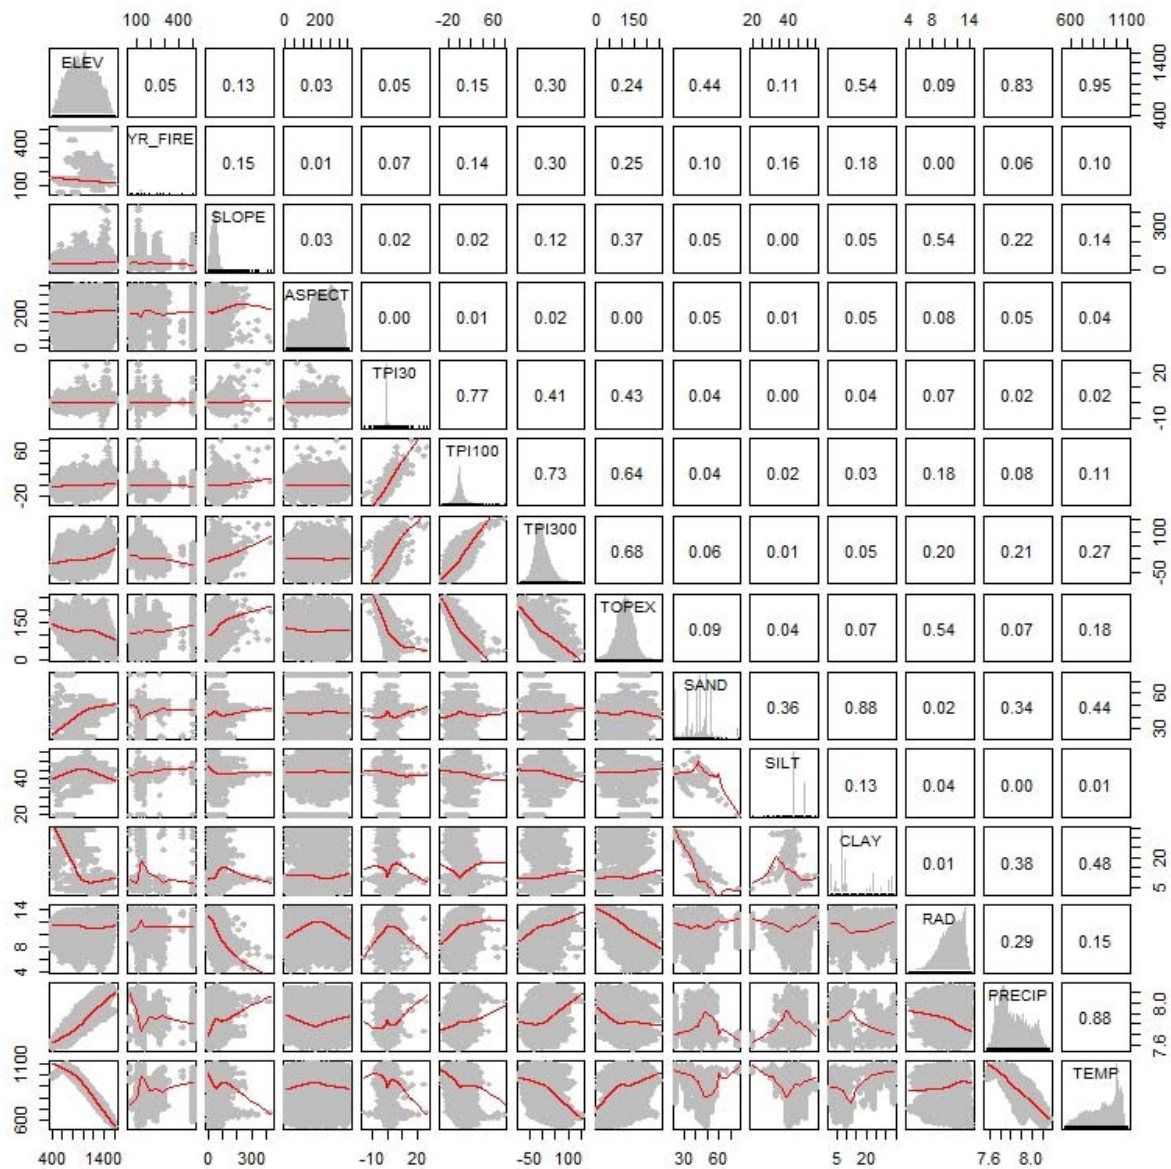 100 400 0 200 -20 20 60 0 150 20 40 4 8 14 600 1100
ELEV 0.05 0.13 0.03 0.05 0.15 0.30 0.24 0.44 0.11 0.54 0.09 0.83 0.95 400 1400
100 400 YR_FIRE 0.15 0.01 0.07 0.14 0.30 0.25 0.10 0.16 0.18 0.00 0.06 0.10
SLOPE 0.03 0.02 0.02 0.12 0.37 0.05 0.00 0.05 0.54 0.22 0.14 0 300
0 200 ASPECT 0.00 0.01 0.02 0.00 0.05 0.01 0.05 0.08 0.05 0.04
TPI30 0.77 0.41 0.43 0.04 0.00 0.04 0.07 0.02 0.02 -10 20
-20 20 60 TPI100 0.73 0.64 0.04 0.02 0.03 0.18 0.08 0.11
TPI300 0.68 0.06 0.01 0.05 0.20 0.21 0.27 -50 100
0 150 TOPEX 0.09 0.04 0.07 0.54 0.07 0.18
SAND 0.36 0.88 0.02 0.34 0.44 30 60
20 40 SILT 0.13 0.04 0.00 0.01
CLAY 0.01 0.38 0.48 5 20
4 8 14 RAD 0.29 0.15
PRECIP 0.88 7.6 8.0
600 1100 TEMP
400 1400 0 300 -10 20 -50 100 30 60 5 20 7.6 8.0